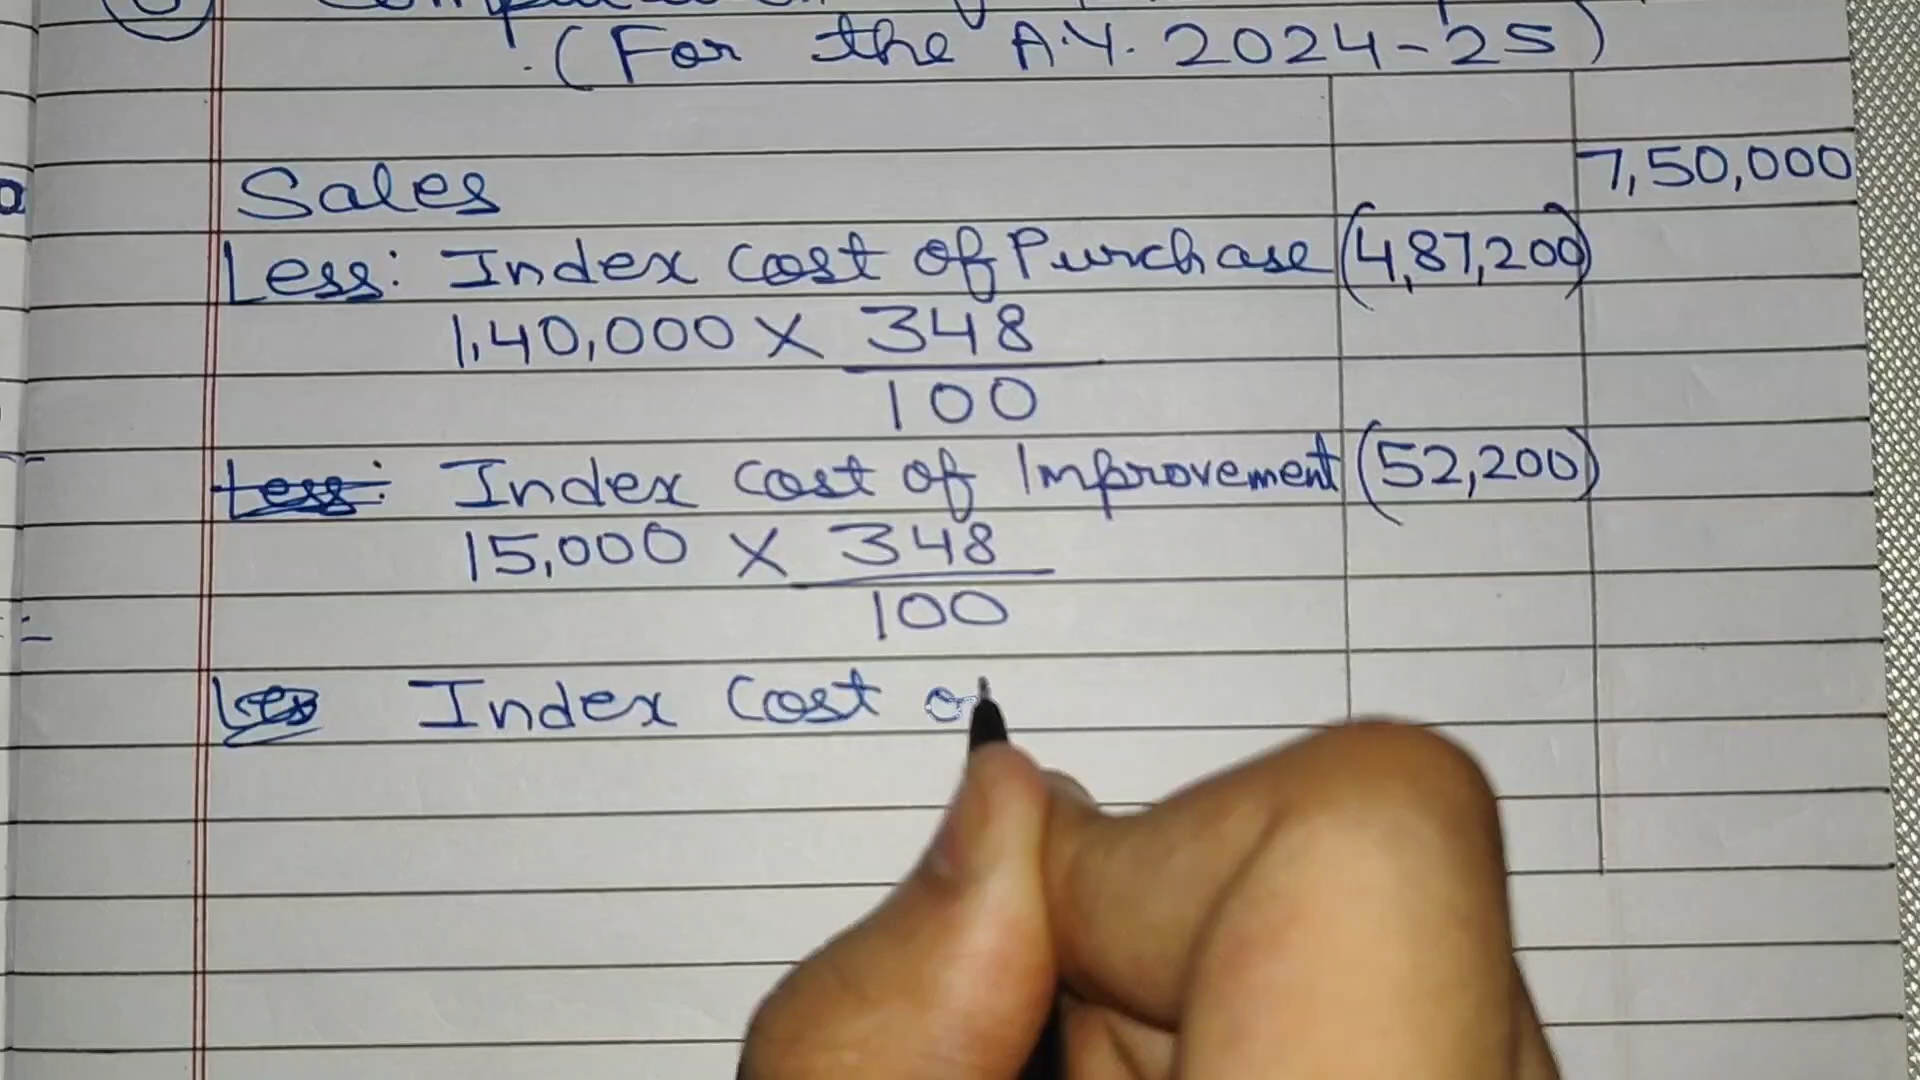 (For the A.Y. 2024-25)
Sales 7,50,000
Less: Index Cost of Purchase (4,87,200)
1,40,000 X 348
100
Less: Index Cost of Improvement (52,200)
15,000 X 348
100
Less Index Cost o